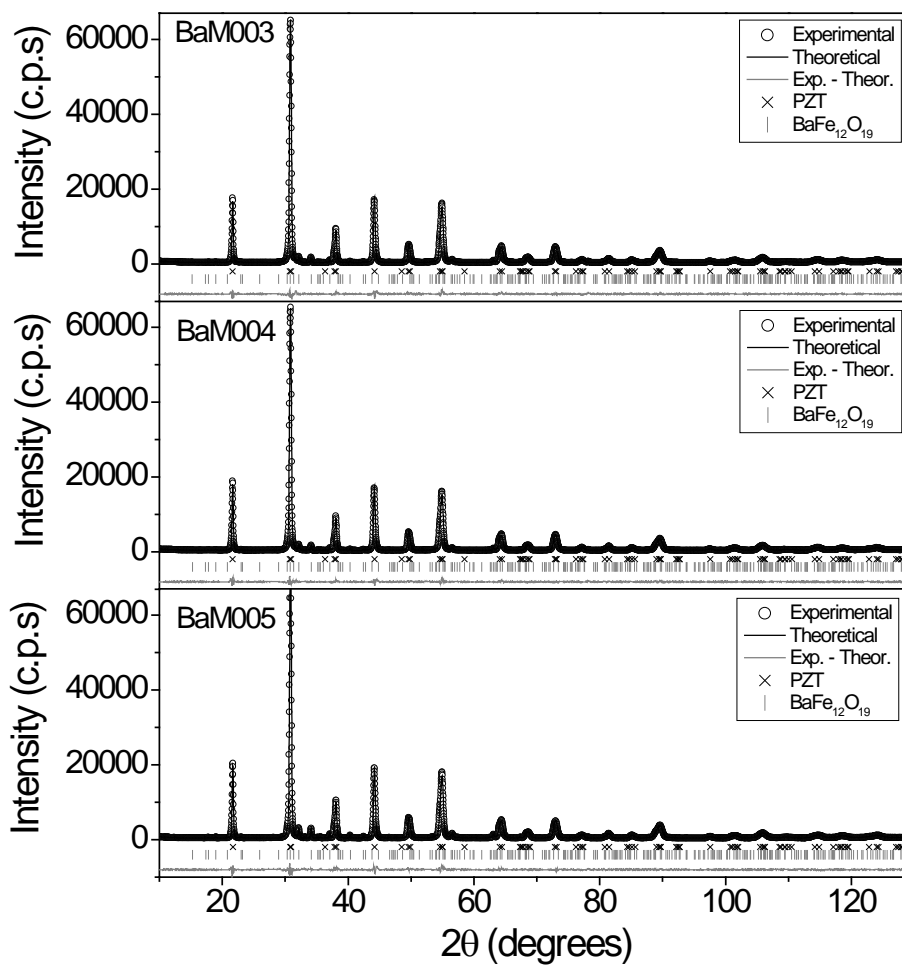 BaM003
Experimental
Theoretical
Exp. - Theor.
PZT
BaFe₁₂O₁₉
Intensity (c.p.s)
60000
40000
20000
0
BaM004
Experimental
Theoretical
Exp. - Theor.
PZT
BaFe₁₂O₁₉
Intensity (c.p.s)
60000
40000
20000
0
BaM005
Experimental
Theoretical
Exp. - Theor.
PZT
BaFe₁₂O₁₉
Intensity (c.p.s)
60000
40000
20000
0
20 40 60 80 100 120
2θ (degrees)